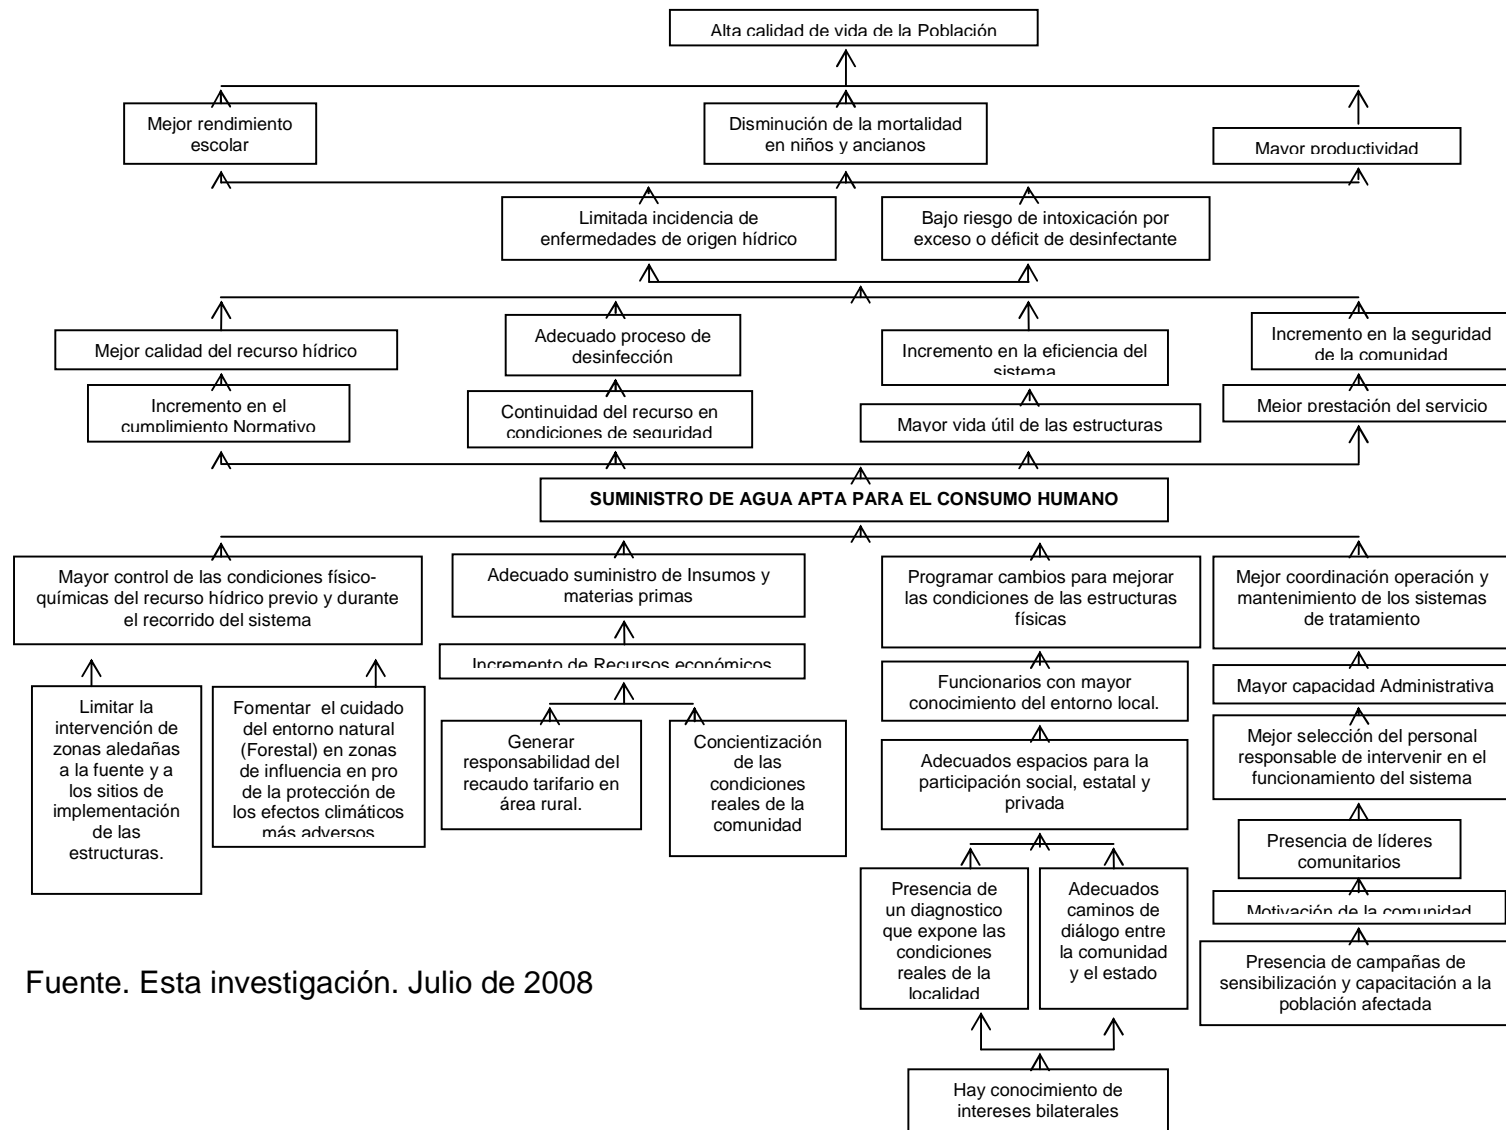 Alta calidad de vida de la Población
Mejor rendimiento
escolar
Disminución de la mortalidad
en niños y ancianos
Mayor productividad
Limitada incidencia de
enfermedades de origen hídrico
Bajo riesgo de intoxicación por
exceso o déficit de desinfectante
Mejor calidad del recurso hídrico
Adecuado proceso de
desinfección
Incremento en la eficiencia del
sistema
Incremento en la seguridad
de la comunidad
Incremento en el
cumplimiento Normativo
Continuidad del recurso en
condiciones de seguridad
Mayor vida útil de las estructuras
Mejor prestación del servicio
SUMINISTRO DE AGUA APTA PARA EL CONSUMO HUMANO
Mayor control de las condiciones físico-
químicas del recurso hídrico previo y durante
el recorrido del sistema
Adecuado suministro de Insumos y
materias primas
Programar cambios para mejorar
las condiciones de las estructuras
físicas
Mejor coordinación operación y
mantenimiento de los sistemas
de tratamiento
Incremento de Recursos económicos
Funcionarios con mayor
conocimiento del entorno local.
Mayor capacidad Administrativa
Limitar la
intervención de
zonas aledañas
a la fuente y a
los sitios de
implementación
de las
estructuras.
Fomentar el cuidado
del entorno natural
(Forestal) en zonas
de influencia en pro
de la protección de
los efectos climáticos
más adversos
Generar
responsabilidad del
recaudo tarifario en
área rural.
Concientización
de las
condiciones
reales de la
comunidad
Adecuados espacios para la
participación social, estatal y
privada
Mejor selección del personal
responsable de intervenir en el
funcionamiento del sistema
Presencia de líderes
comunitarios
Presencia de
un diagnostico
que expone las
condiciones
reales de la
localidad
Adecuados
caminos de
diálogo entre
la comunidad
y el estado
Motivación de la comunidad
Presencia de campañas de
sensibilización y capacitación a la
población afectada
Hay conocimiento de
intereses bilaterales
Fuente. Esta investigación. Julio de 2008